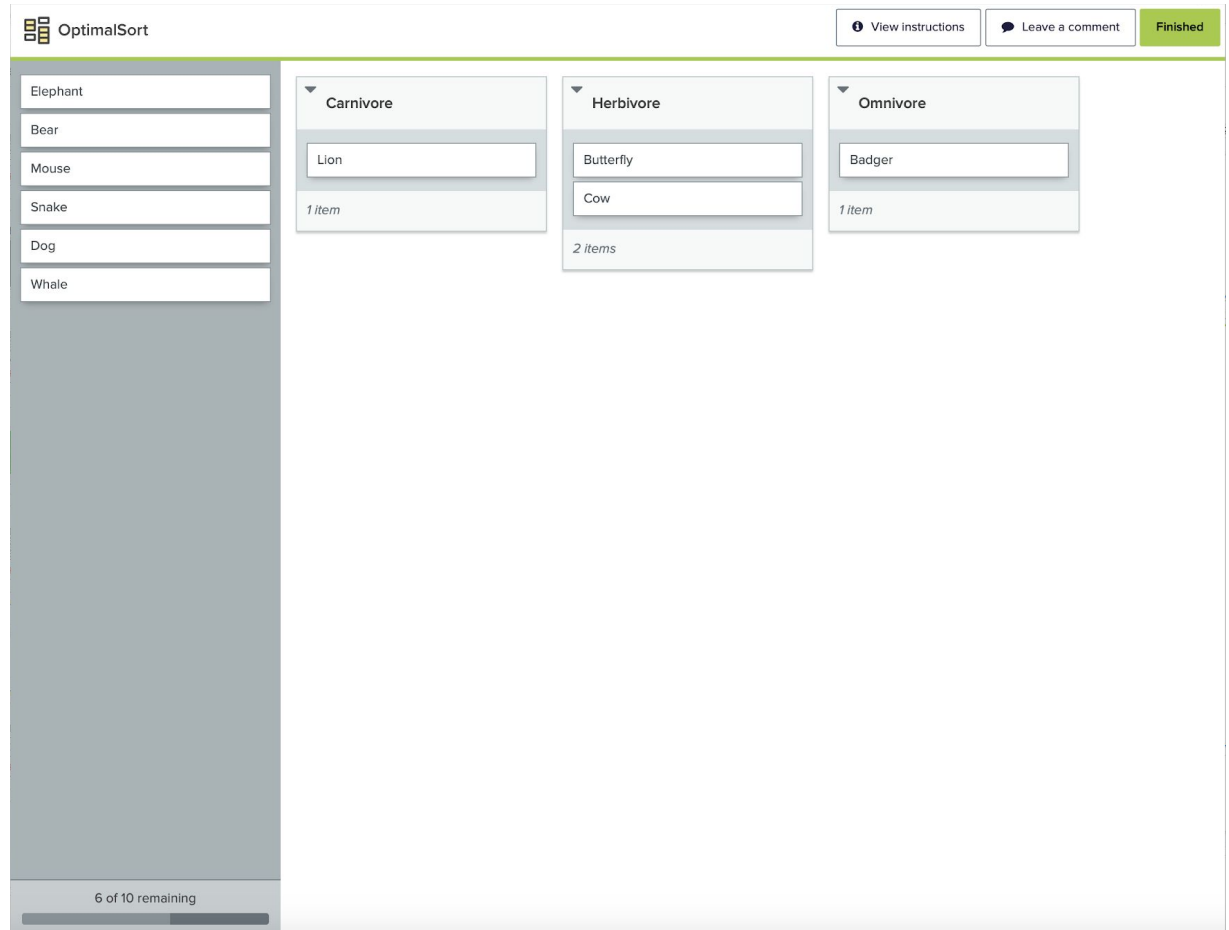 OptimalSort
View instructions
Leave a comment
Finished
Elephant
Bear
Mouse
Snake
Dog
Whale
6 of 10 remaining
Carnivore
Lion
1 item
Herbivore
Butterfly
Cow
2 items
Omnivore
Badger
1 item